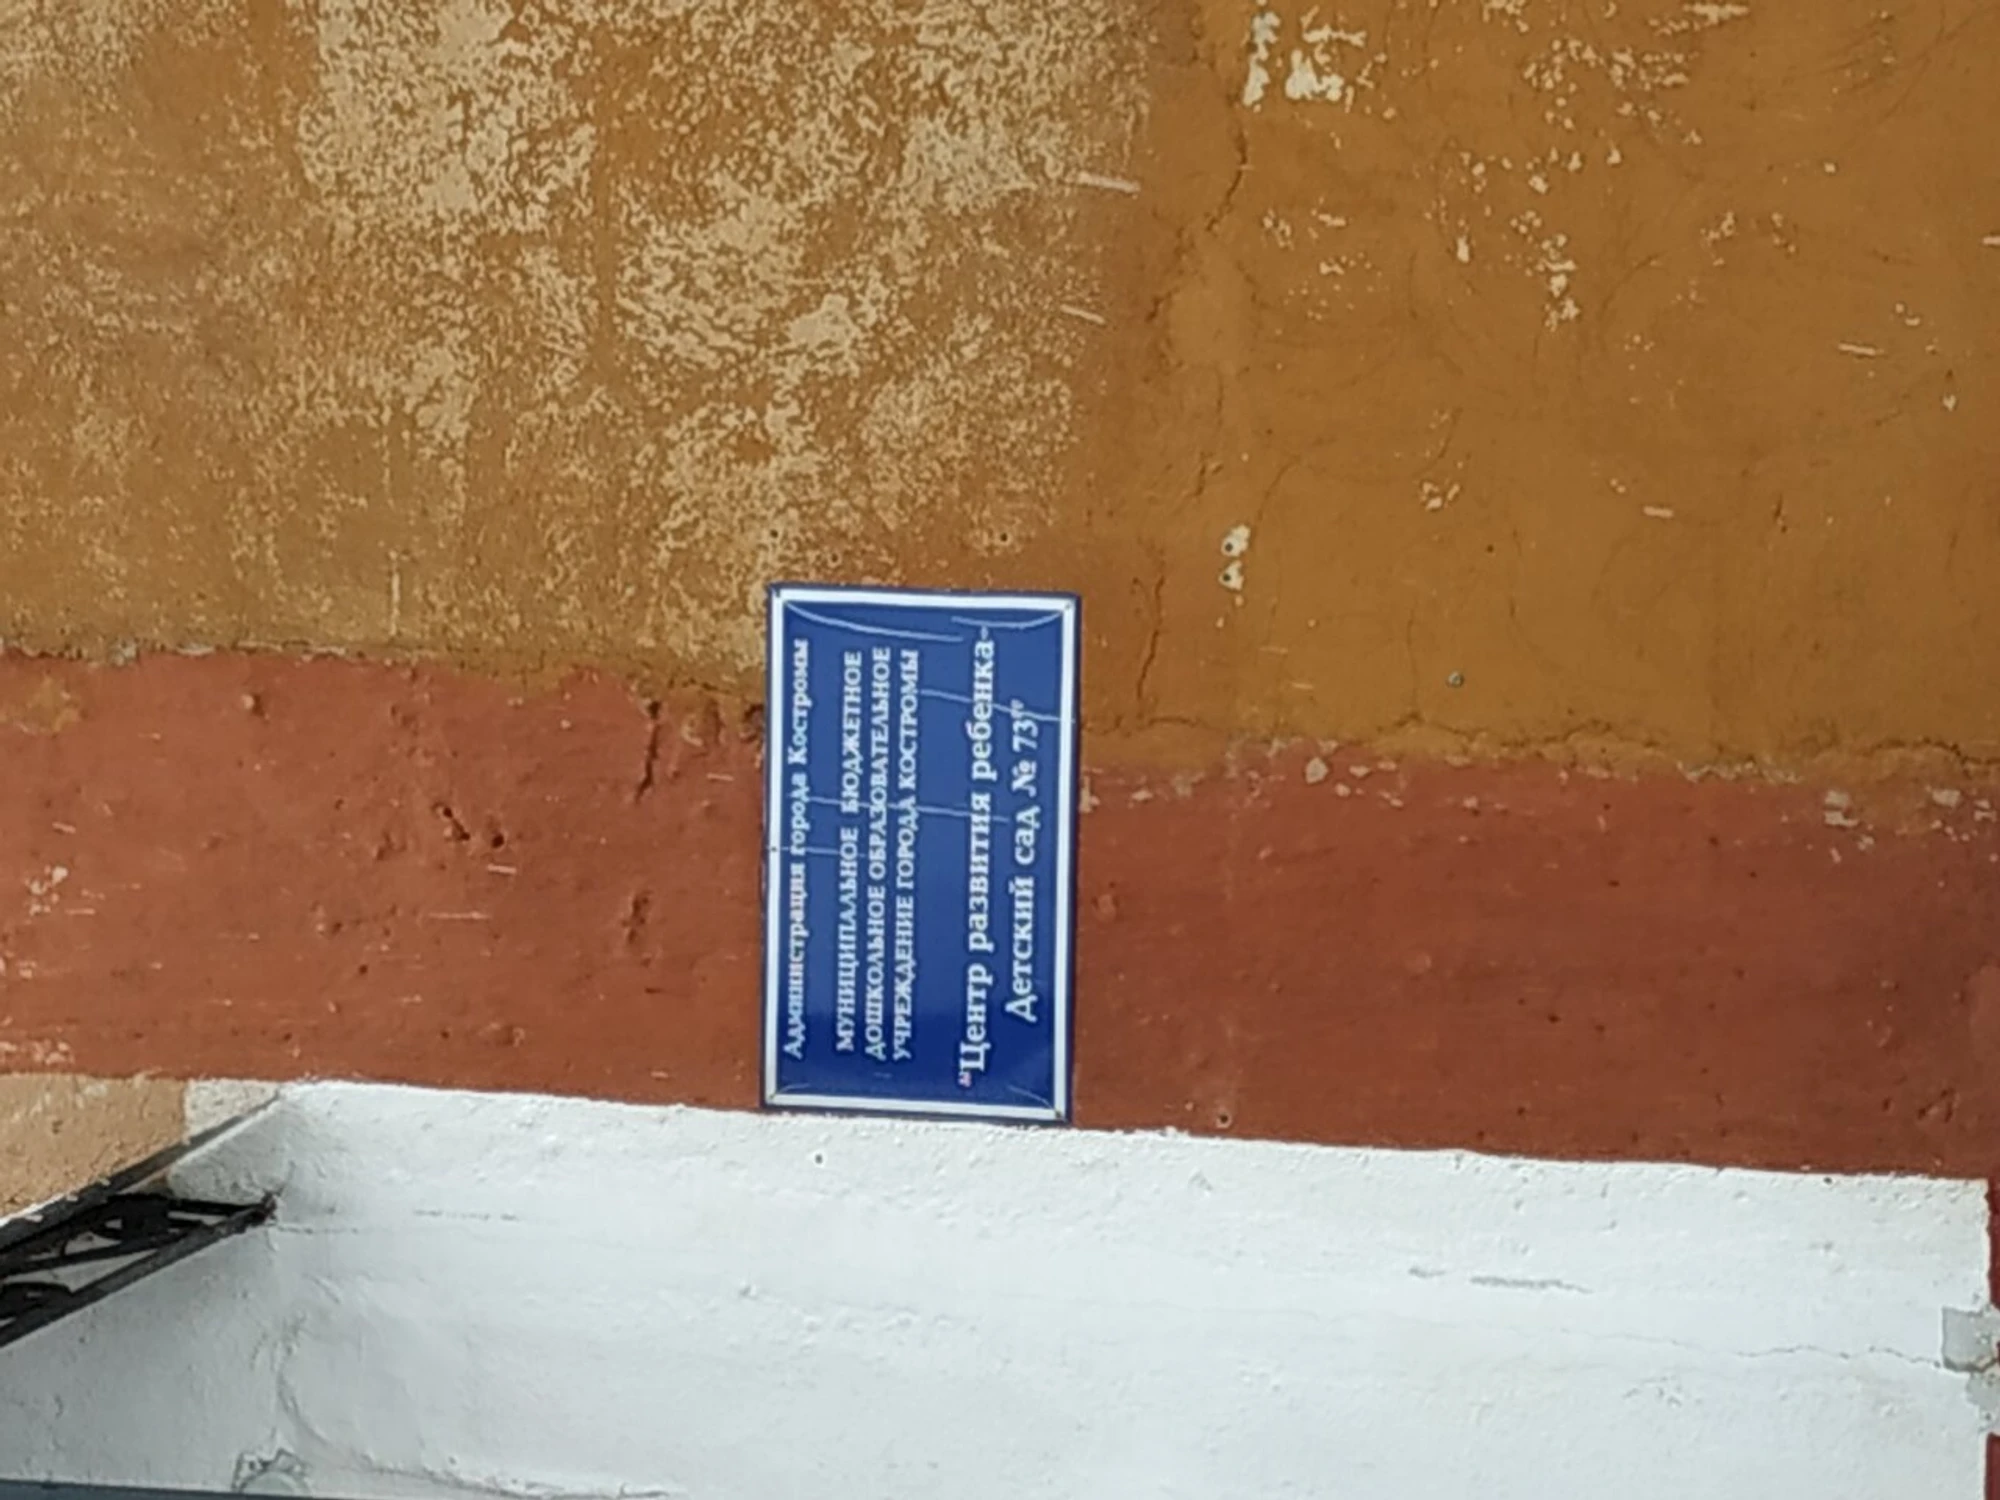 Администрация города Костромы
МУНИЦИПАЛЬНОЕ БЮДЖЕТНОЕ
ДОШКОЛЬНОЕ ОБРАЗОВАТЕЛЬНОЕ
УЧРЕЖДЕНИЕ ГОРОДА КОСТРОМЫ
"Центр развития ребенка-
Детский сад № 73"